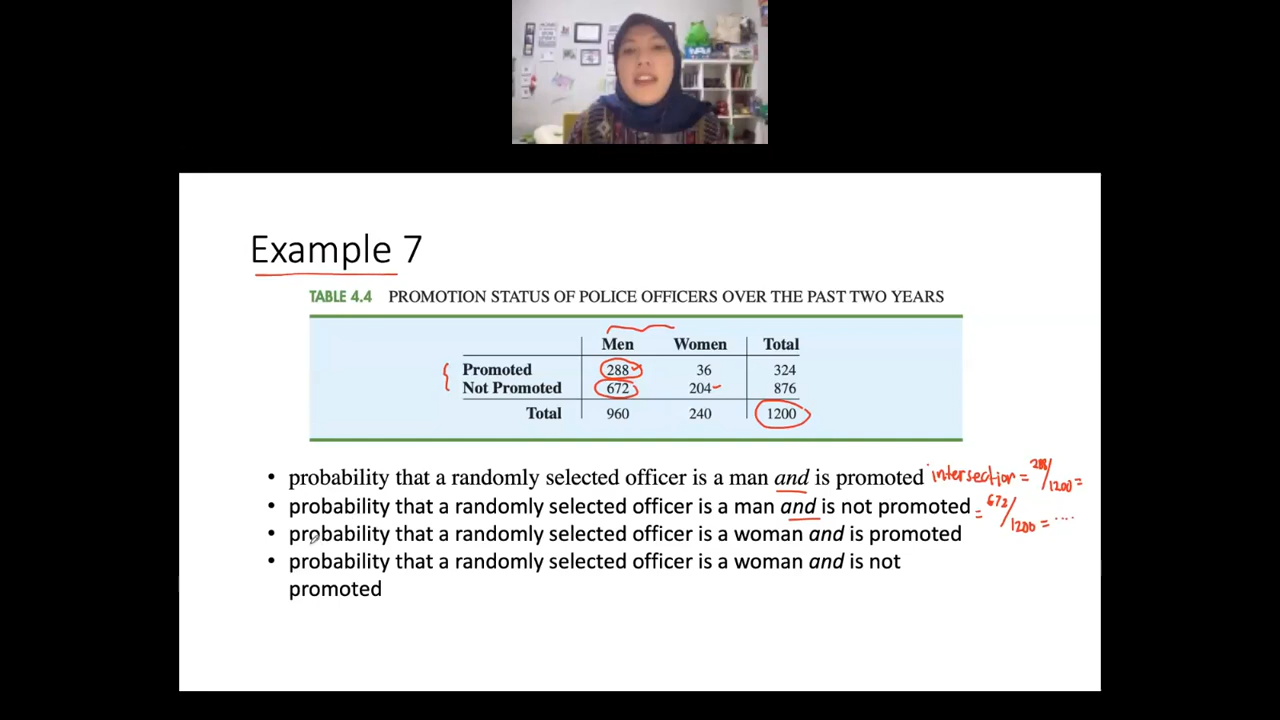 Example 7
TABLE 4.4 PROMOTION STATUS OF POLICE OFFICERS OVER THE PAST TWO YEARS
Men Women Total
Promoted 288 36 324
Not Promoted 672 204 876
Total 960 240 1200
• probability that a randomly selected officer is a man and is promoted intersection = 288/1200 =
• probability that a randomly selected officer is a man and is not promoted = 672/1200 = ....
• probability that a randomly selected officer is a woman and is promoted
• probability that a randomly selected officer is a woman and is not
promoted